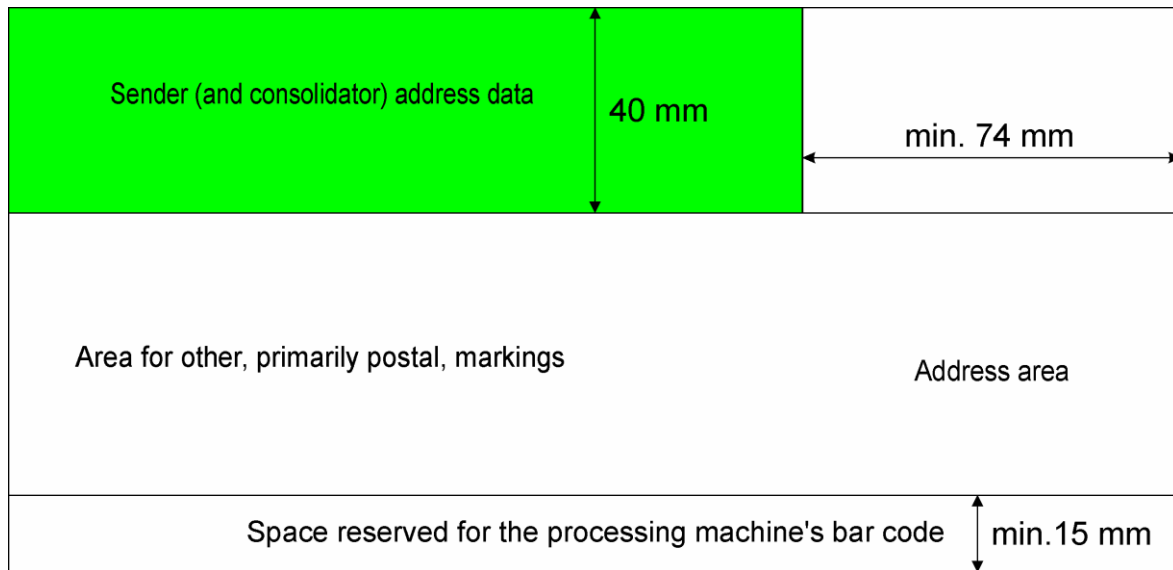 Sender (and consolidator) address data
40 mm
min. 74 mm
Area for other, primarily postal, markings
Address area
Space reserved for the processing machine's bar code
min.15 mm